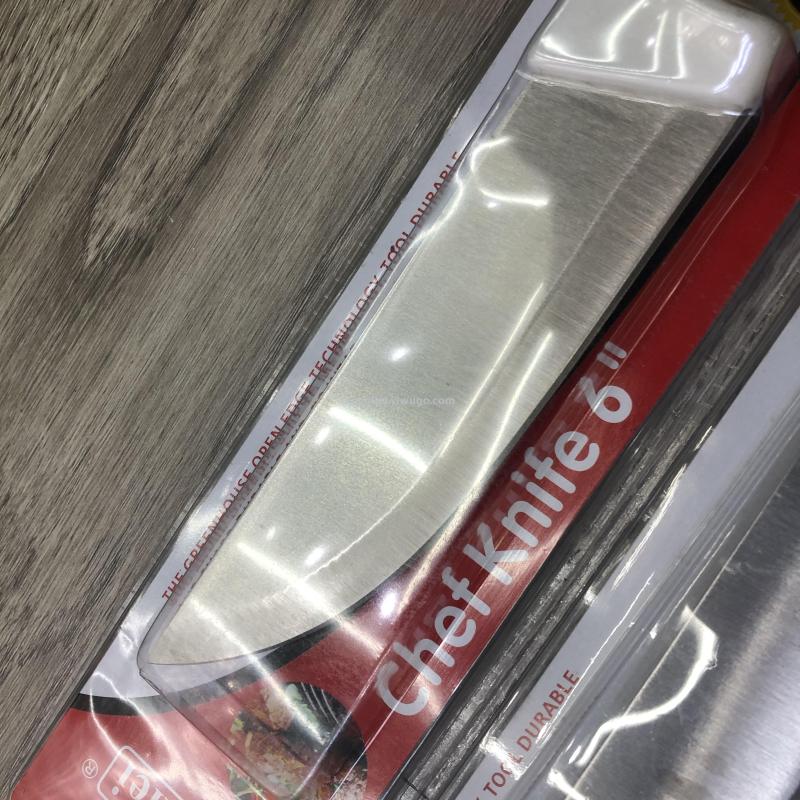 THE GREENHOUSE OPEN EDGE TECHNOLOGY, TOOL DURABLE
Chef Knife 6"
TOOL DURABLE
®